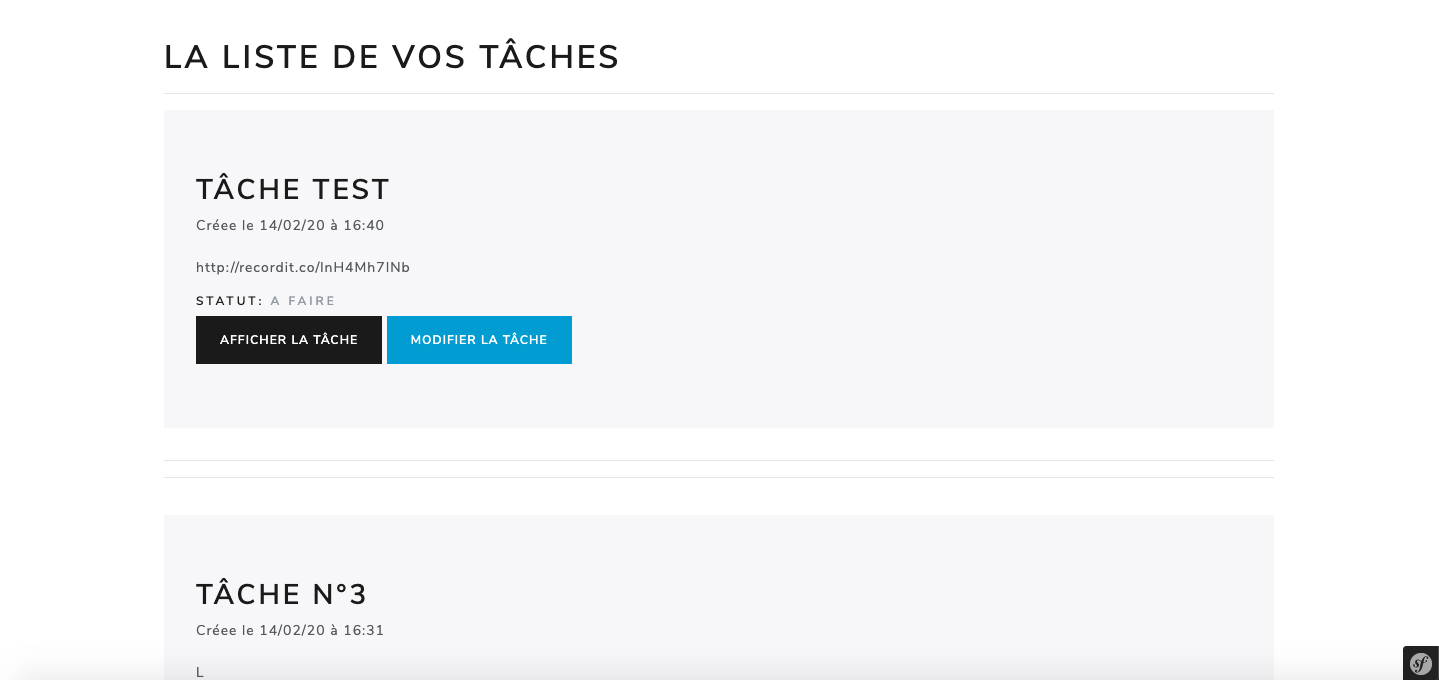 LA LISTE DE VOS TÂCHES
TÂCHE TEST
Créee le 14/02/20 à 16:40
http://recordit.co/lnH4Mh7lNb
STATUT: A FAIRE
AFFICHER LA TÂCHE MODIFIER LA TÂCHE
TÂCHE N°3
Créee le 14/02/20 à 16:31
L
sf